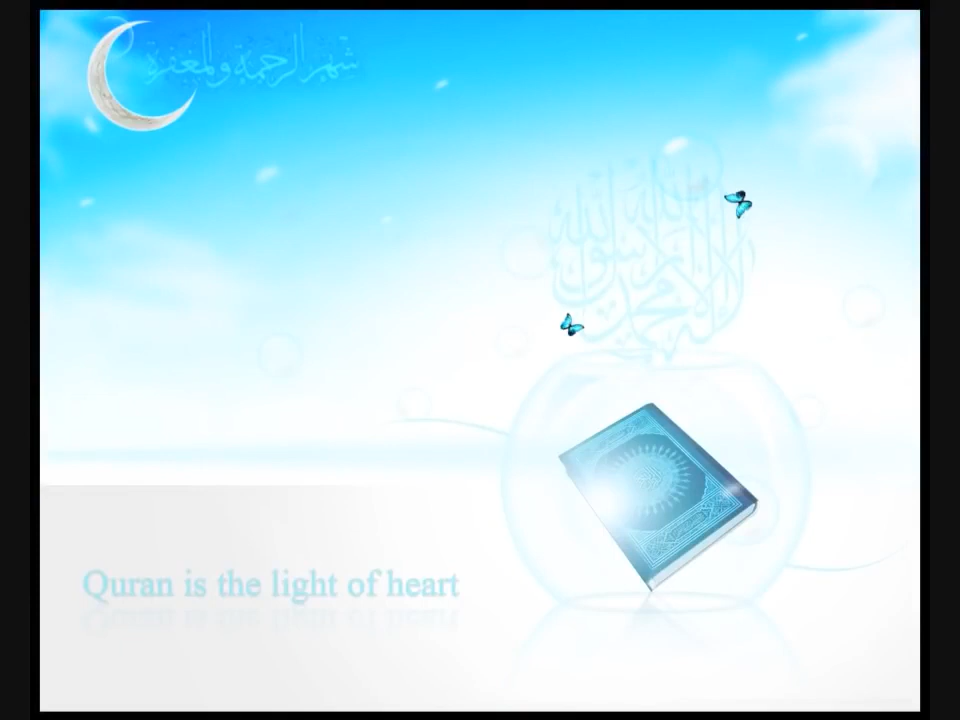 شهر الرحمة والمغفرة
لا إله إلا الله محمد رسول الله
Quran is the light of heart